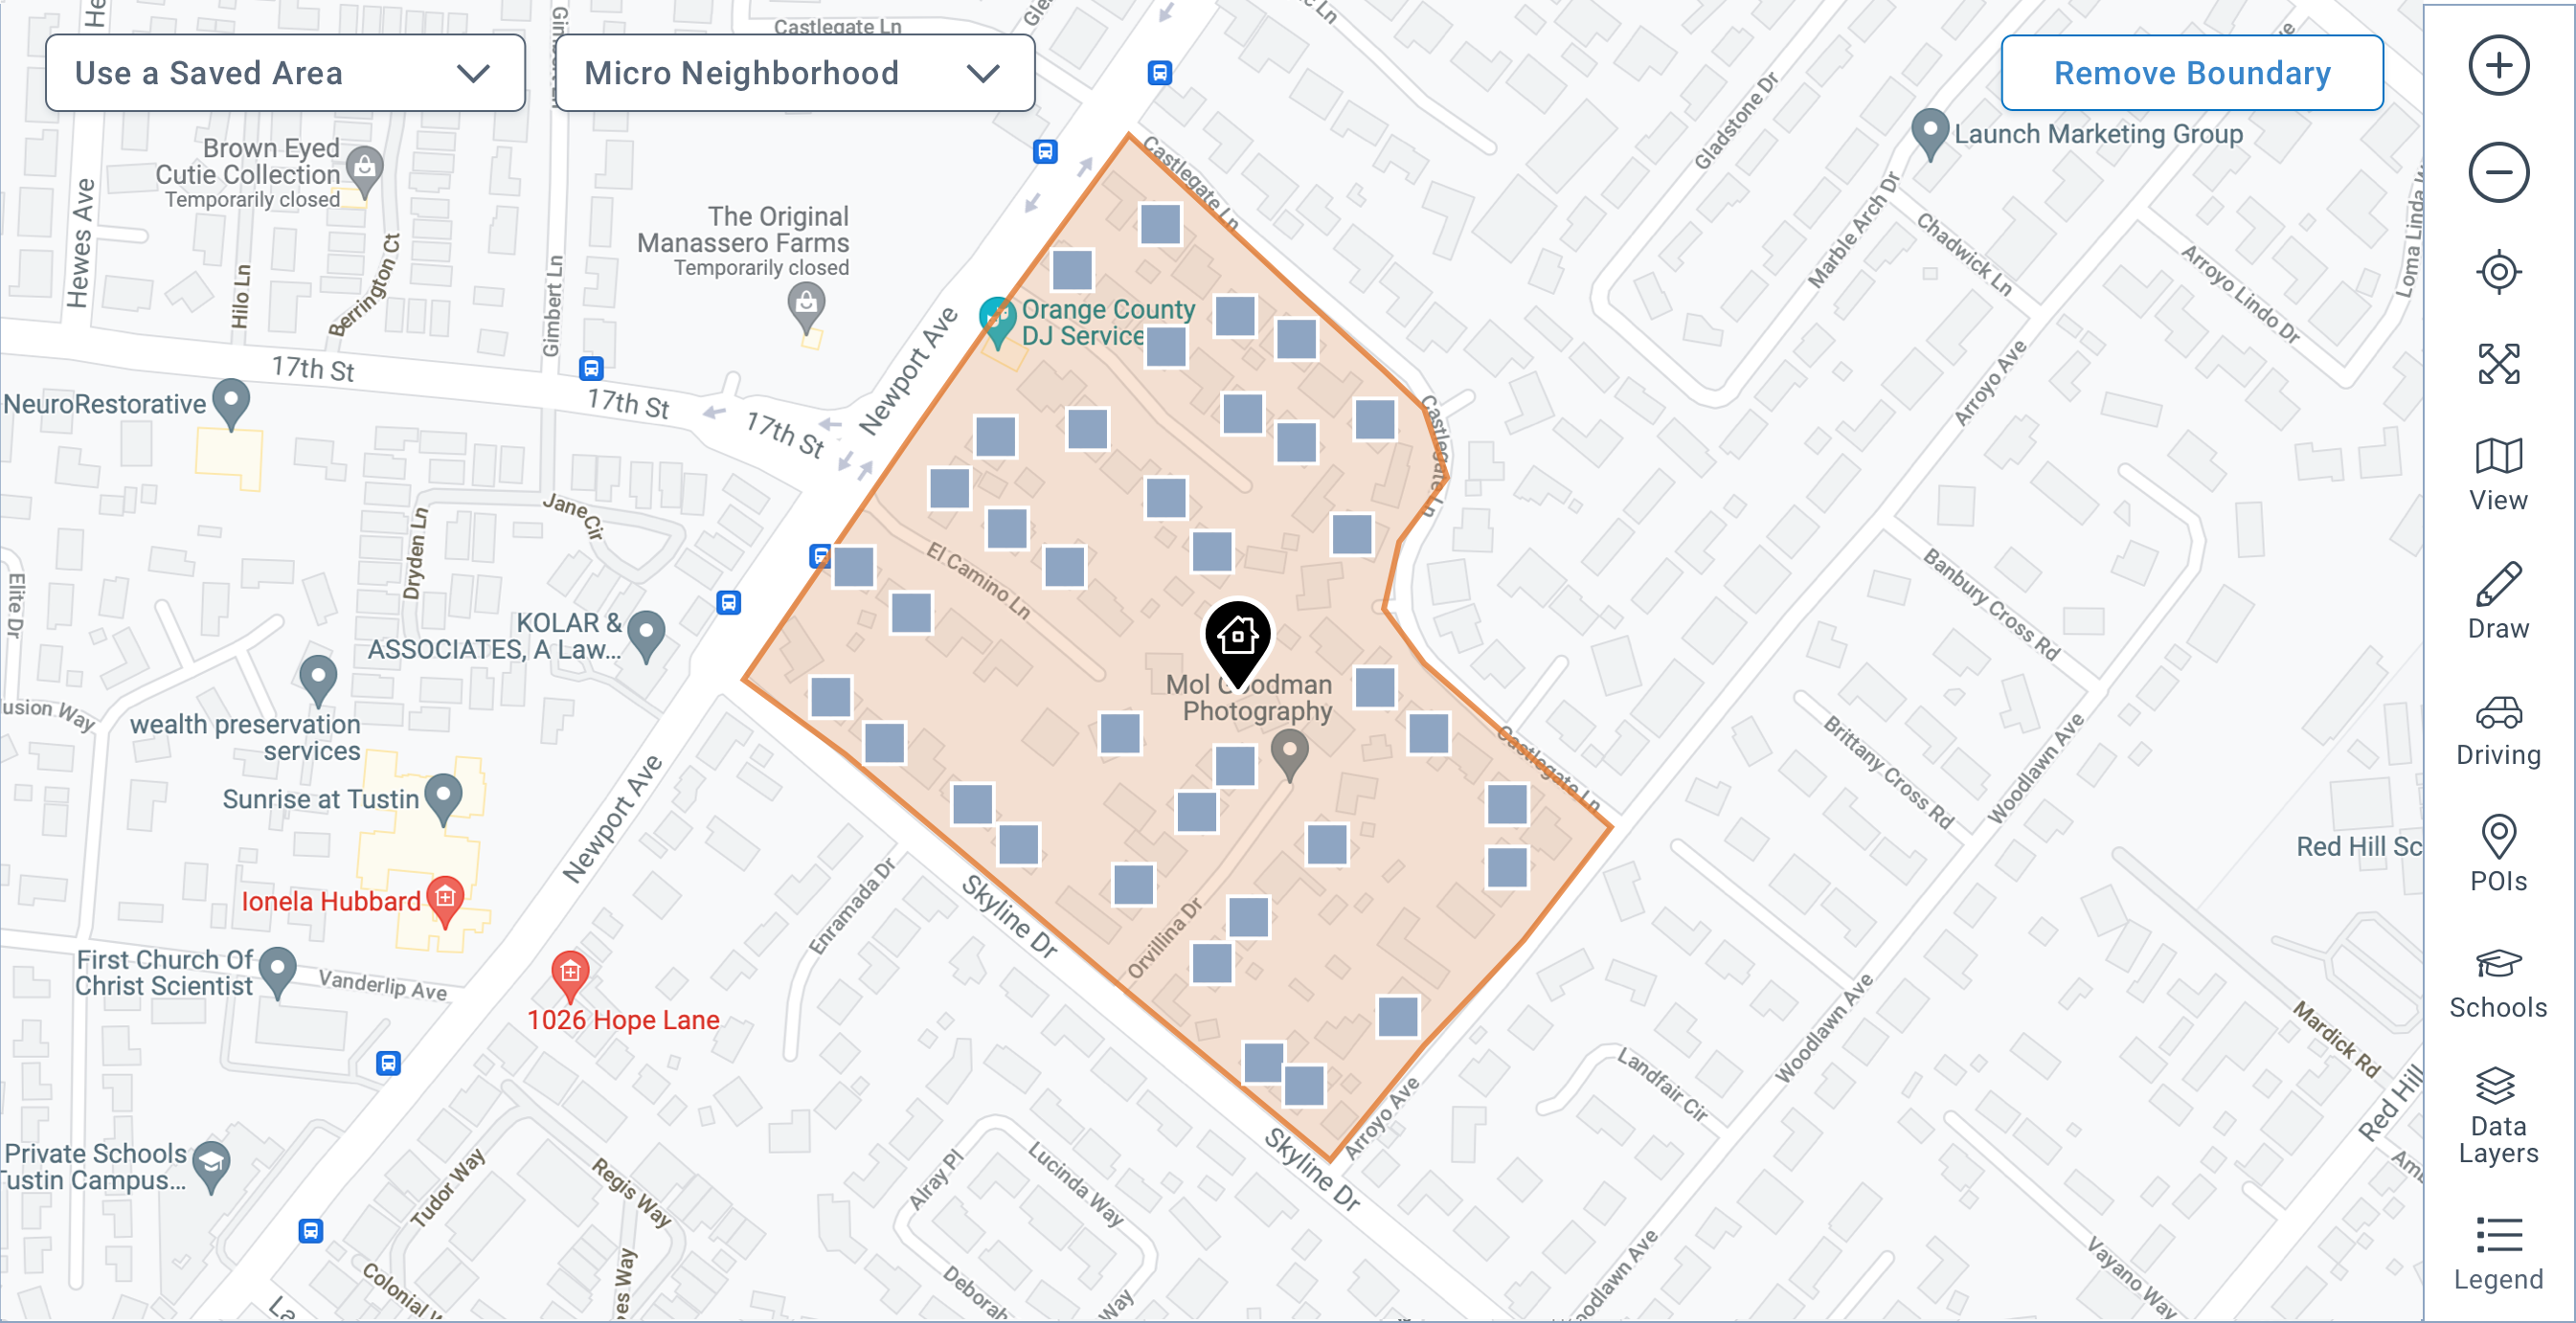 Castlegate Ln
Use a Saved Area
Micro Neighborhood
Remove Boundary
Brown Eyed
Cutie Collection
Temporarily closed
Hewes Ave
Hilo Ln
Berrington Ct
Gimbert Ln
The Original
Manassero Farms
Temporarily closed
Castlegate Ln
Gladstone Dr
Launch Marketing Group
Marble Arch Dr
Chadwick Ln
Arroyo Lindo Dr
Loma Linda
Orange County
DJ Service
Newport Ave
17th St
17th St
17th St
NeuroRestorative
Castlegate Ln
Arroyo Ave
Jane Cir
Dryden Ln
Elite Dr
El Camino Ln
Banbury Cross Rd
KOLAR &
ASSOCIATES, A Law...
Mol Goodman
Photography
wealth preservation
services
usion Way
Castlegate Ln
Brittany Cross Rd
Woodlawn Ave
Sunrise at Tustin
Newport Ave
Red Hill Sc
Ionela Hubbard
Enramada Dr
Skyline Dr
Orvillina Dr
First Church Of
Christ Scientist
Vanderlip Ave
1026 Hope Lane
Woodlawn Ave
Mardick Rd
Landfair Cir
Arroyo Ave
Red Hill
Private Schools
ustin Campus...
Tudor Way
Regis Way
Alray Pl
Lucinda Way
Skyline Dr
Colonial
Deborah
Way
oodlawn Ave
Vayano Way
La
es Way
View
Draw
Driving
POIs
Schools
Data
Layers
Legend